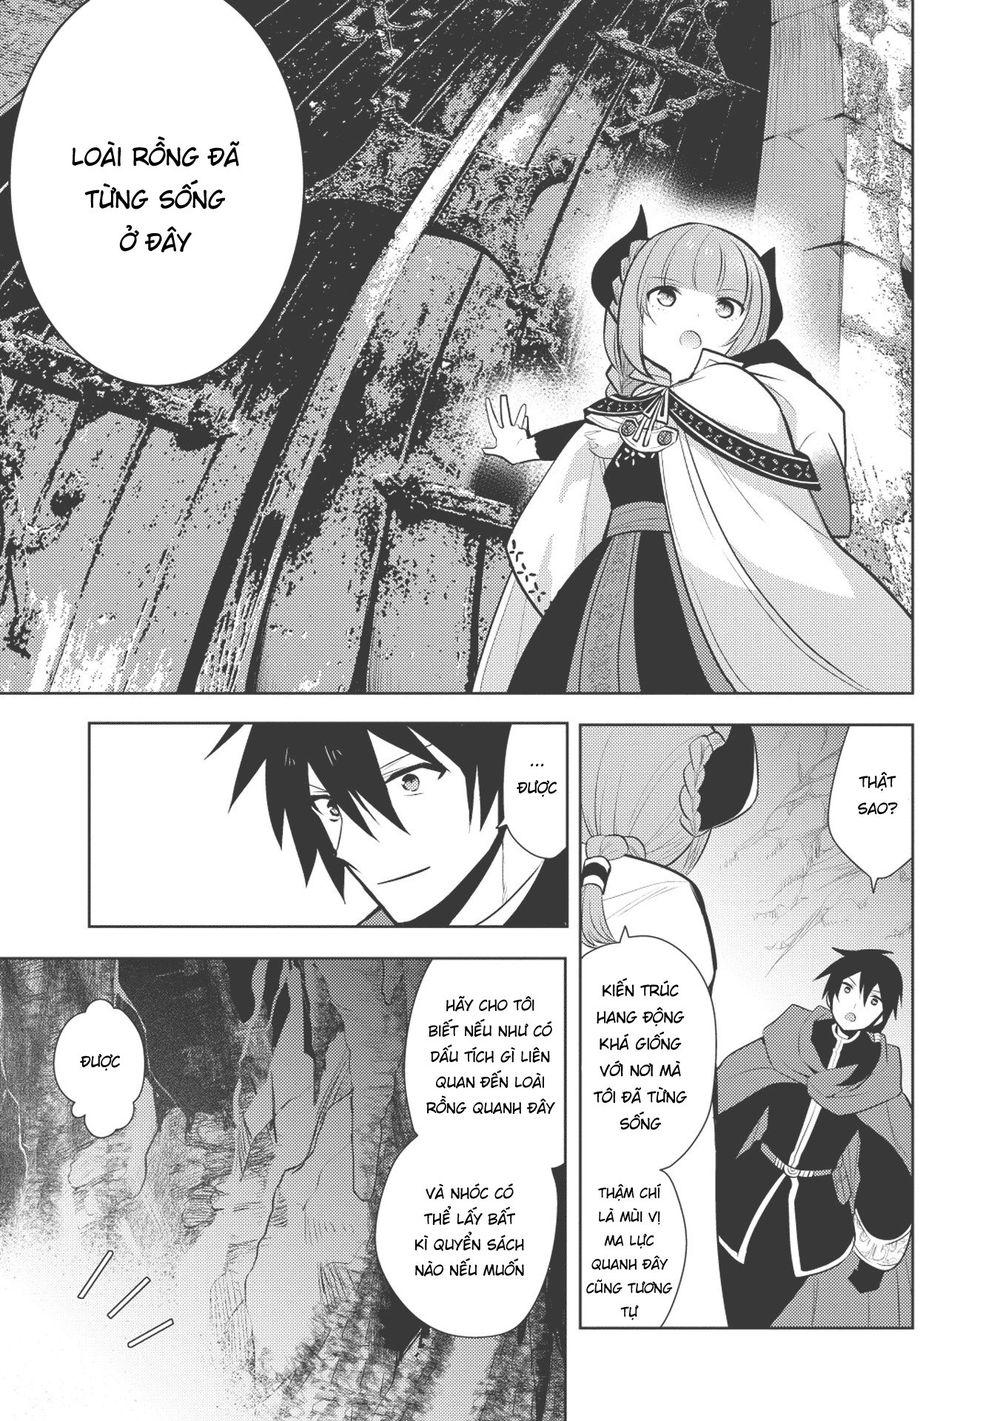 LOÀI RỒNG ĐÃ
TỪNG SỐNG
Ở ĐÂY
THẬT
SAO?
KIẾN TRÚC
HANG ĐỘNG
KHÁ GIỐNG
VỚI NƠI MÀ
TÔI ĐÃ TỪNG
SỐNG
THẬM CHÍ
LÀ MÙI VỊ
MA LỰC
QUANH ĐÂY
CŨNG TƯƠNG
TỰ
...
ĐƯỢC
HÃY CHO TÔI
BIẾT NẾU NHƯ CÓ
DẤU TÍCH GÌ LIÊN
QUAN ĐẾN LOÀI
RỒNG QUANH ĐÂY
VÀ NHÓC CÓ
THỂ LẤY BẤT
KÌ QUYỂN SÁCH
NÀO NẾU MUỐN
ĐƯỢC